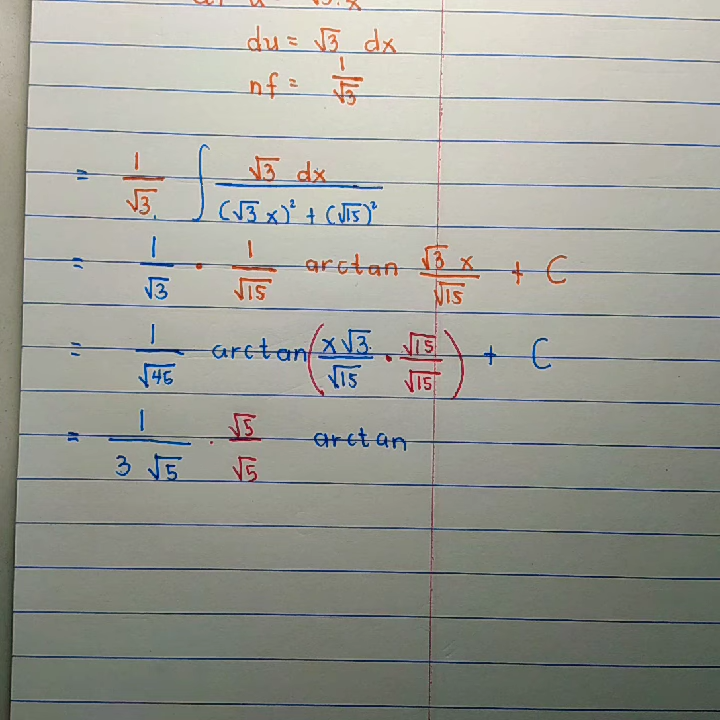 du = √3 dx
nf = 1/√3
= 1/√3 ∫ √3 dx / (√3 x)² + (√15)²
= 1/√3 · 1/√15 arctan √3 x/√15 + C
= 1/√45 arctan (x√3/√15 · √15/√15) + C
= 1/3√5 · √5/√5 arctan